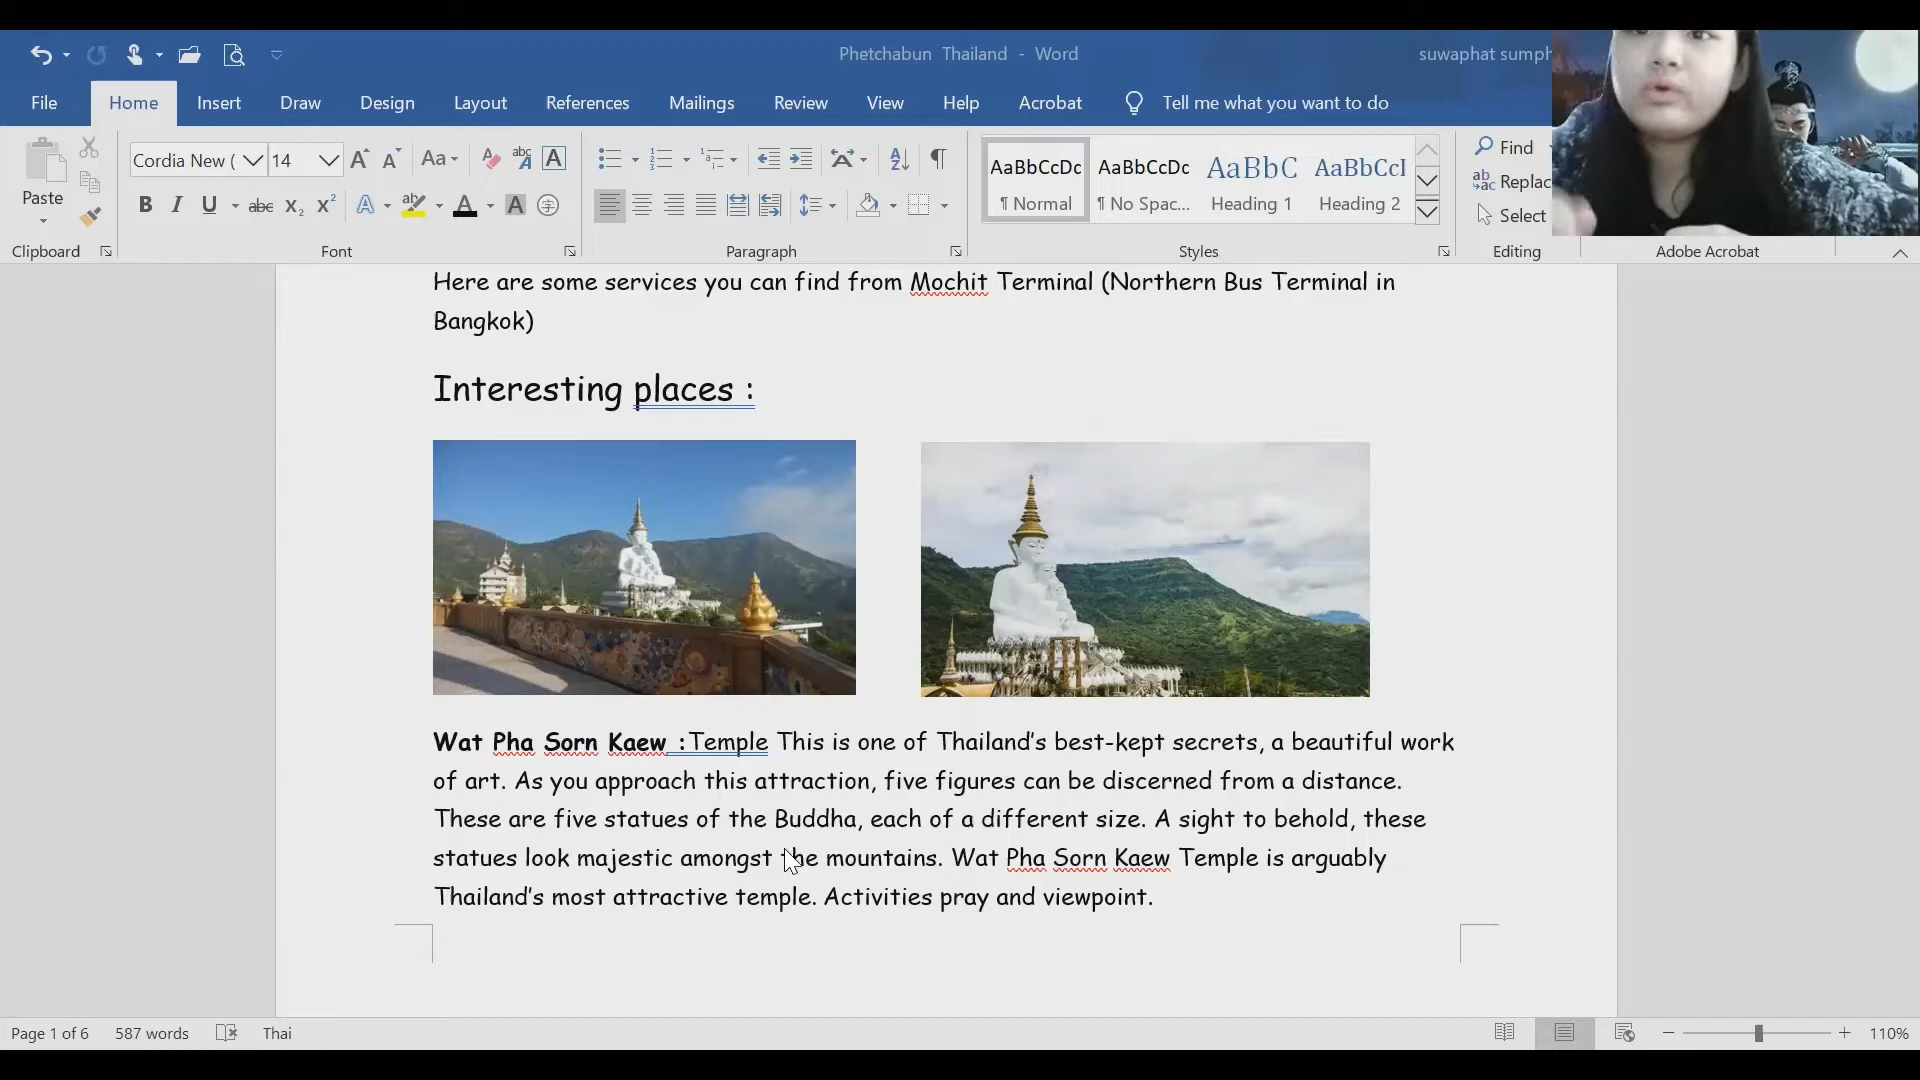 Phetchabun Thailand - Word
suwaphat sumph
File Home Insert Draw Design Layout References Mailings Review View Help Acrobat Tell me what you want to do
Paste
Cordia New ( 14
Aa
AaBbCcDc AaBbCcDc AaBbC AaBbCcI
¶ Normal ¶ No Spac... Heading 1 Heading 2
Find
Replac
Select
Clipboard Font Paragraph Styles Editing Adobe Acrobat
Here are some services you can find from Mochit Terminal (Northern Bus Terminal in
Bangkok)
Interesting places :
Wat Pha Sorn Kaew :Temple This is one of Thailand's best-kept secrets, a beautiful work
of art. As you approach this attraction, five figures can be discerned from a distance.
These are five statues of the Buddha, each of a different size. A sight to behold, these
statues look majestic amongst the mountains. Wat Pha Sorn Kaew Temple is arguably
Thailand's most attractive temple. Activities pray and viewpoint.
Page 1 of 6 587 words Thai 110%